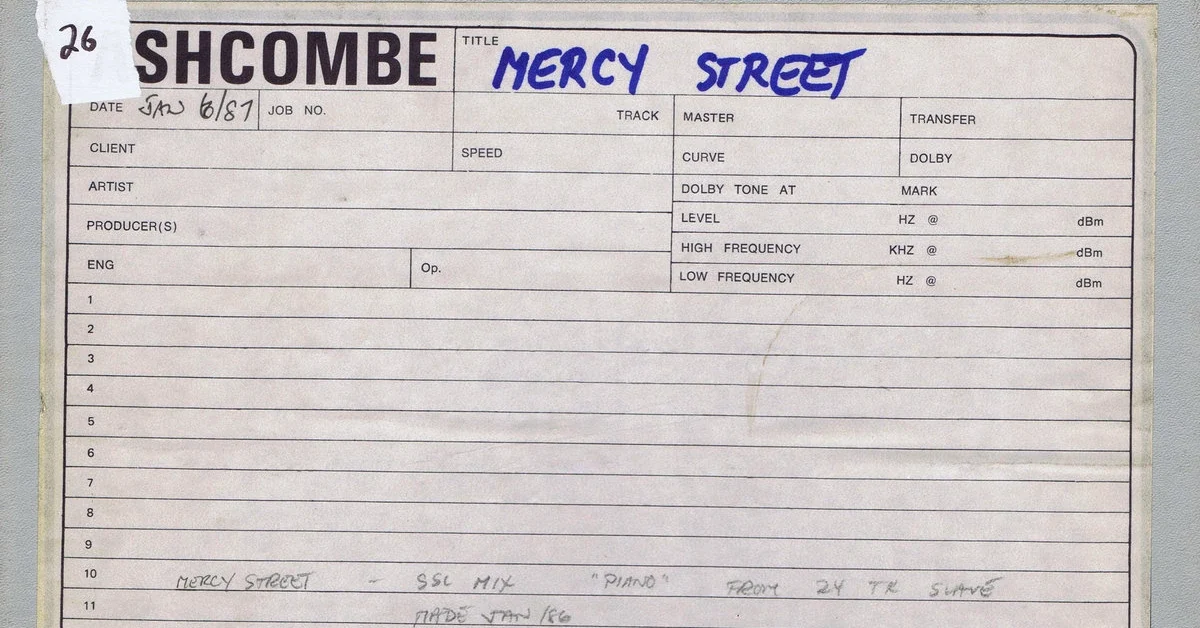 26
SHCOMBE
TITLE MERCY STREET
DATE JAN 6/87 JOB NO.
TRACK MASTER TRANSFER
CLIENT SPEED CURVE DOLBY
ARTIST DOLBY TONE AT MARK
PRODUCER(S) LEVEL HZ @ dBm
HIGH FREQUENCY KHZ @ dBm
ENG Op. LOW FREQUENCY HZ @ dBm
1
2
3
4
5
6
7
8
9
10 MERCY STREET - SSL MIX "PIANO" FROM 24 TK SLAVE
11 MADE JAN /86